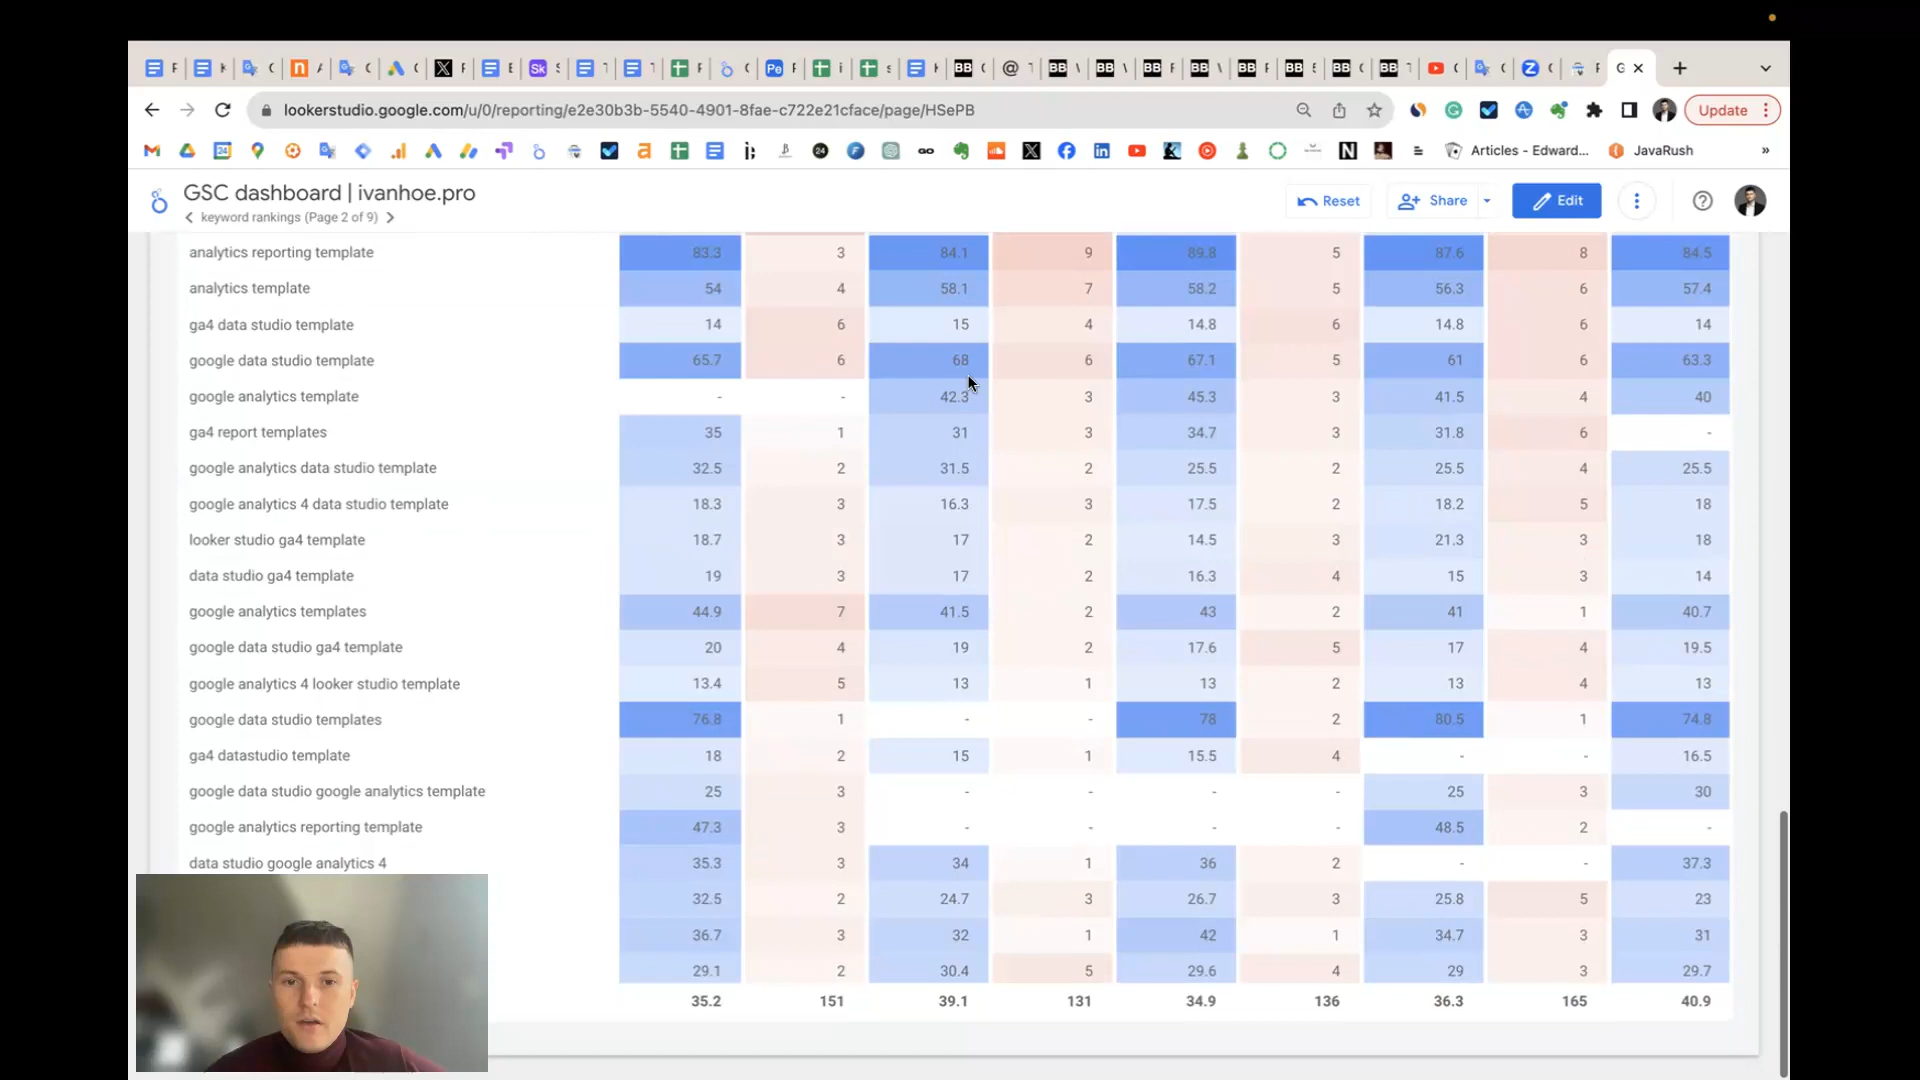 lookerstudio.google.com/u/0/reporting/e2e30b3b-5540-4901-8fae-c722e21cface/page/HSePB
Update
Articles - Edward...
JavaRush
GSC dashboard | ivanhoe.pro
keyword rankings (Page 2 of 9)
Reset
Share
Edit
analytics reporting template 83.3 3 84.1 9 89.8 5 87.6 8 84.5
analytics template 54 4 58.1 7 58.2 5 56.3 6 57.4
ga4 data studio template 14 6 15 4 14.8 6 14.8 6 14
google data studio template 65.7 6 68 6 67.1 5 61 6 63.3
google analytics template - - 42.3 3 45.3 3 41.5 4 40
ga4 report templates 35 1 31 3 34.7 3 31.8 6 -
google analytics data studio template 32.5 2 31.5 2 25.5 2 25.5 4 25.5
google analytics 4 data studio template 18.3 3 16.3 3 17.5 2 18.2 5 18
looker studio ga4 template 18.7 3 17 2 14.5 3 21.3 3 18
data studio ga4 template 19 3 17 2 16.3 4 15 3 14
google analytics templates 44.9 7 41.5 2 43 2 41 1 40.7
google data studio ga4 template 20 4 19 2 17.6 5 17 4 19.5
google analytics 4 looker studio template 13.4 5 13 1 13 2 13 4 13
google data studio templates 76.8 1 - - 78 2 80.5 1 74.8
ga4 datastudio template 18 2 15 1 15.5 4 - - 16.5
google data studio google analytics template 25 3 - - - - 25 3 30
google analytics reporting template 47.3 3 - - - - 48.5 2 -
data studio google analytics 4 35.3 3 34 1 36 2 - - 37.3
32.5 2 24.7 3 26.7 3 25.8 5 23
36.7 3 32 1 42 1 34.7 3 31
29.1 2 30.4 5 29.6 4 29 3 29.7
35.2 151 39.1 131 34.9 136 36.3 165 40.9